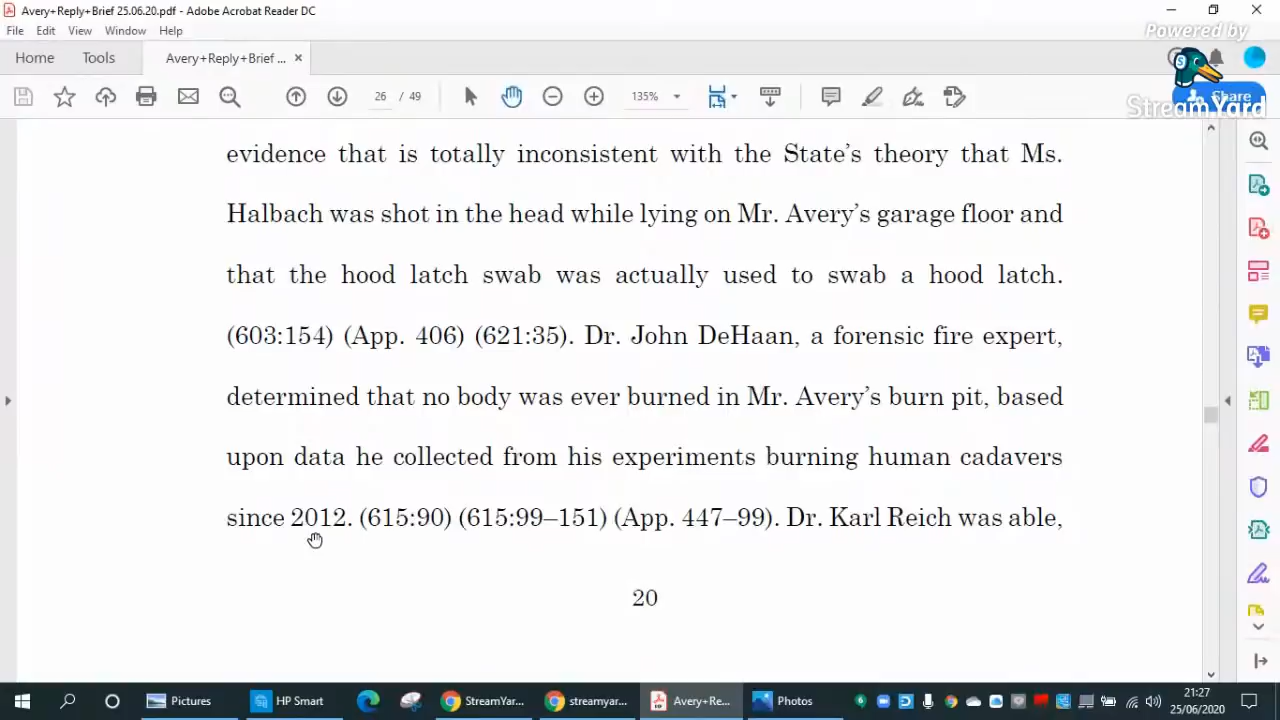 Avery+Reply+Brief 25.06.20.pdf - Adobe Acrobat Reader DC
Powered by
File Edit View Window Help
Home Tools Avery+Reply+Brief ... ×
26 / 49 135% Share
StreamYard
evidence that is totally inconsistent with the State's theory that Ms.
Halbach was shot in the head while lying on Mr. Avery's garage floor and
that the hood latch swab was actually used to swab a hood latch.
(603:154) (App. 406) (621:35). Dr. John DeHaan, a forensic fire expert,
determined that no body was ever burned in Mr. Avery's burn pit, based
upon data he collected from his experiments burning human cadavers
since 2012. (615:90) (615:99–151) (App. 447–99). Dr. Karl Reich was able,
20
Pictures HP Smart StreamYar... streamyar... Avery+Re... Photos 21:27
25/06/2020